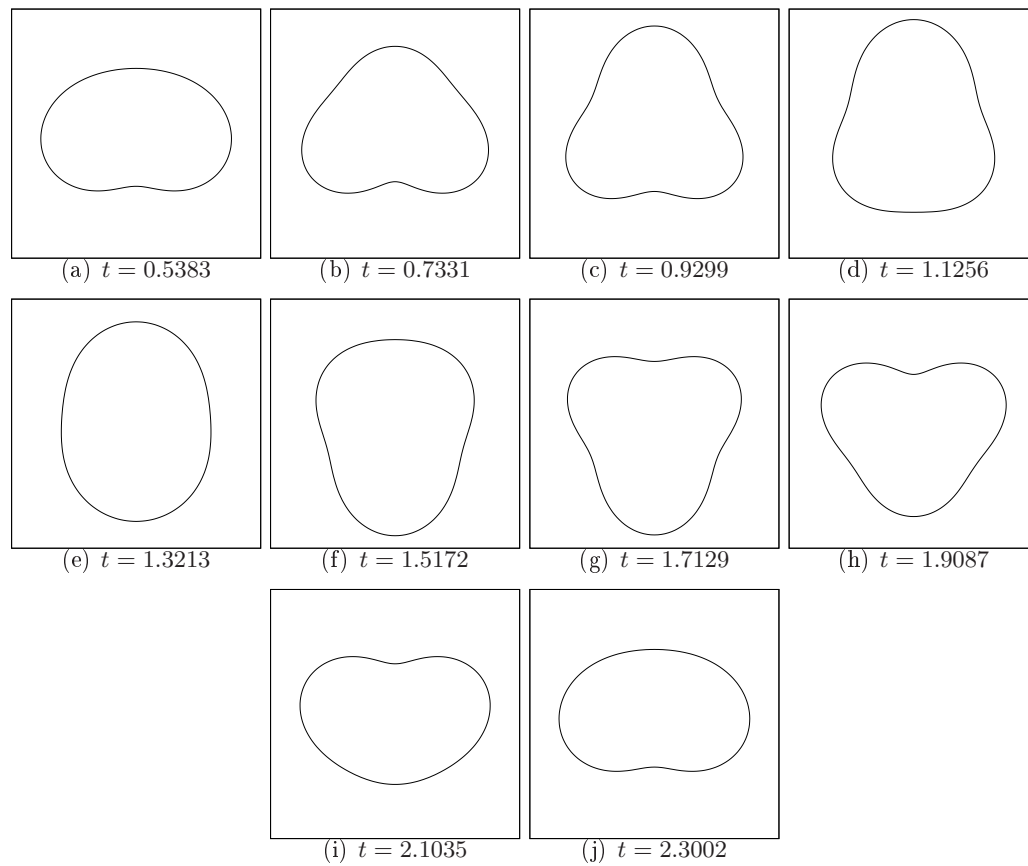 (a) t = 0.5383
(b) t = 0.7331
(c) t = 0.9299
(d) t = 1.1256
(e) t = 1.3213
(f) t = 1.5172
(g) t = 1.7129
(h) t = 1.9087
(i) t = 2.1035
(j) t = 2.3002